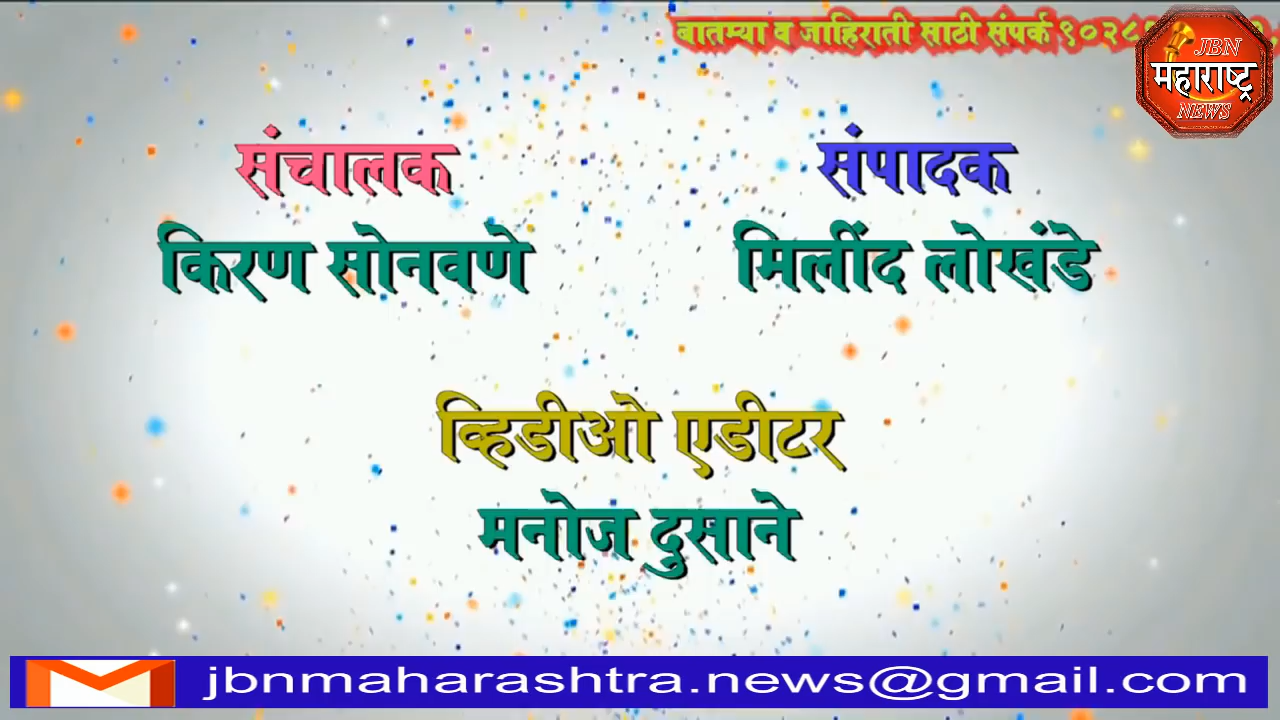 बातम्या व जाहिराती साठी संपर्क
JBN
महाराष्ट्र
NEWS
संचालक
संपादक
किरण सोनवणे
मिलींद लोखंडे
व्हिडीओ एडीटर
मनोज दुसाने
jbnmaharashtra.news@gmail.com